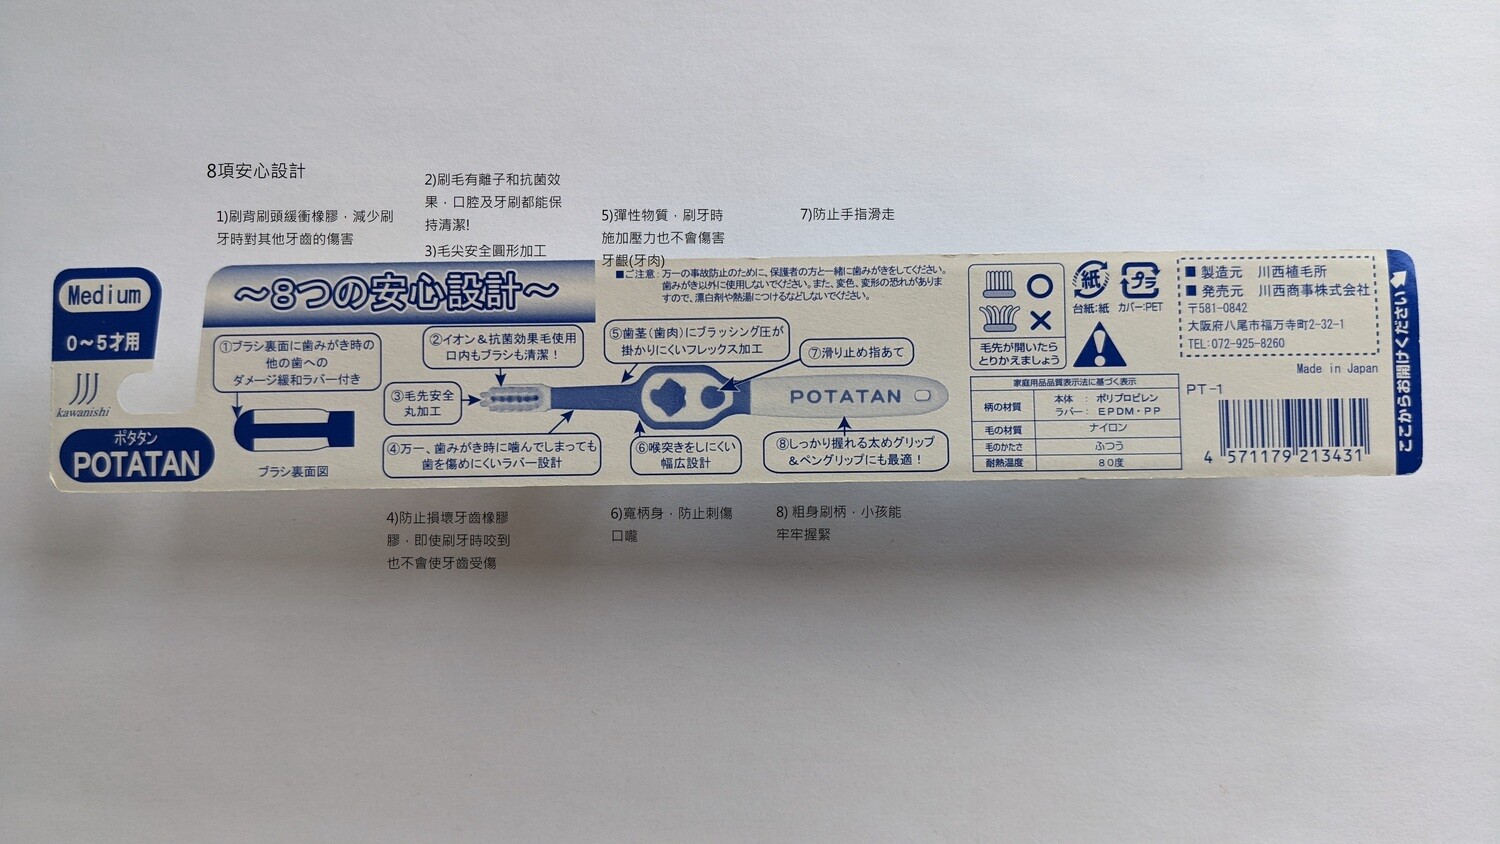 8項安心設計
1)刷背刷頭緩衝橡膠，減少刷
牙時對其他牙齒的傷害
2)刷毛有離子和抗菌效
果，口腔及牙刷都能保
持清潔!
3)毛尖安全圓形加工
5)彈性物質，刷牙時
施加壓力也不會傷害
牙齦(牙肉)
7)防止手指滑走
Medium
0～5才用
kawanishi
ポタタン
POTATAN
～8つの安心設計～
①ブラシ裏面に歯みがき時の
他の歯への
ダメージ緩和ラバー付き
ブラシ裏面図
②イオン＆抗菌効果毛使用
口内もブラシも清潔！
③毛先安全
丸加工
④万一、歯みがき時に噛んでしまっても
歯を傷めにくいラバー設計
■ご注意：万一の事故防止のために、保護者の方と一緒に歯みがきをしてください。
歯みがき以外に使用しないでください。また、変色、変形の恐れがありま
すので、漂白剤や熱湯につけるなどしないでください。
⑤歯茎（歯肉）にブラッシング圧が
掛かりにくいフレックス加工
⑥喉突きをしにくい
幅広設計
⑦滑り止め指あて
POTATAN
⑧しっかり握れる太めグリップ
＆ペングリップにも最適！
毛先が開いたら
とりかえましょう
紙
台紙:紙
プラ
カバー:PET
家庭用品品質表示法に基づく表示
柄の材質
本体 ： ポリプロピレン
ラバー： EPDM・PP
毛の材質
ナイロン
毛のかたさ
ふつう
耐熱温度
80度
■ 製造元 川西植毛所
■ 発売元 川西商事株式会社
〒581-0842
大阪府八尾市福万寺町2-32-1
TEL:072-925-8260
Made in Japan
PT-1
4 571179 213431
ここからお開けください
4)防止損壞牙齒橡膠
膠，即使刷牙時咬到
也不會使牙齒受傷
6)寬柄身，防止刺傷
口嚨
8) 粗身刷柄，小孩能
牢牢握緊